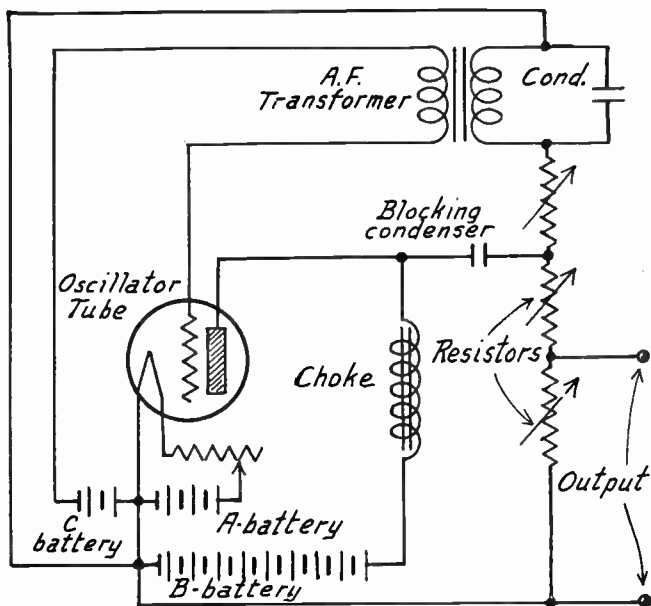 A.F.
Transformer
Cond.
Blocking
condenser
Oscillator
Tube
Choke
Resistors
Output
C
battery
A-battery
B-battery